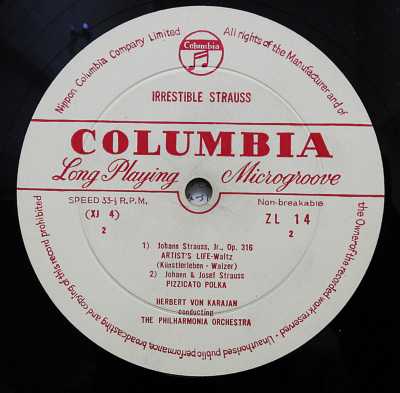 Nippon Columbia Company Limited
Columbia
All rights of the Manufacturer and of
IRRESTIBLE STRAUSS
COLUMBIA
Long Playing Microgroove
SPEED 33-⅓ R.P.M.
Non-breakable
(XJ 4)
ZL 14
2
2
1) Johann Strauss, Jr., Op. 316
ARTIST'S LIFE-Waltz
(Künstlerleben - Walzer)
2) Johann & Josef Strauss
PIZZICATO POLKA
HERBERT VON KARAJAN
conducting
THE PHILHARMONIA ORCHESTRA
the Owner of the recorded work reserved - Unauthorised public performance, broadcasting and copying of this record prohibited